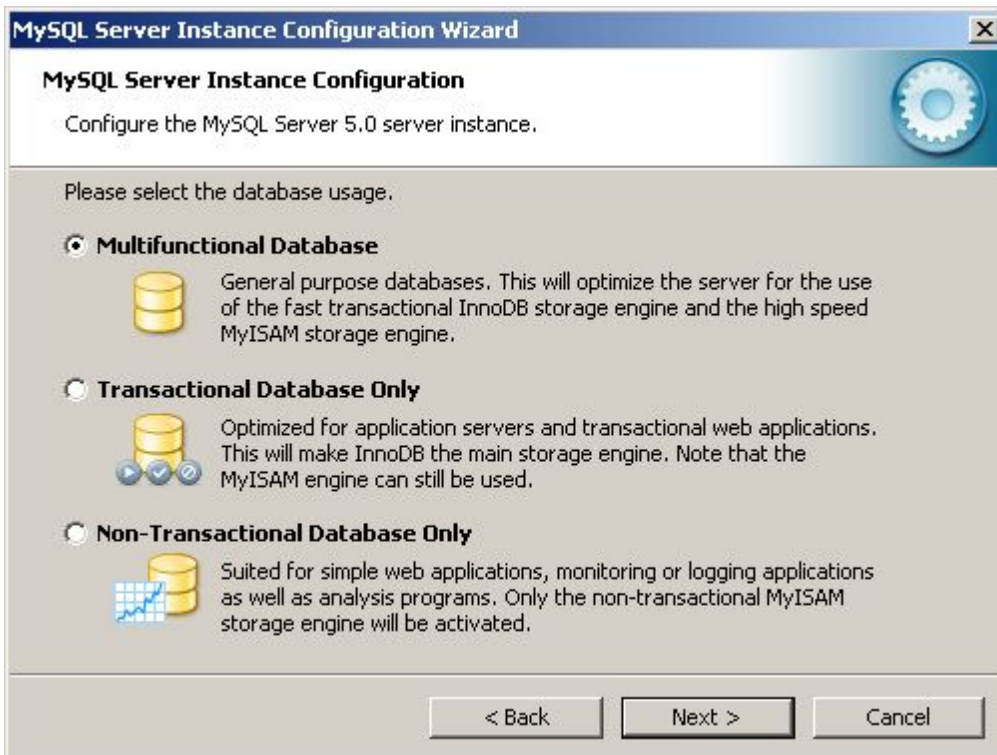 MySQL Server Instance Configuration Wizard
MySQL Server Instance Configuration
Configure the MySQL Server 5.0 server instance.
Please select the database usage.
Multifunctional Database
General purpose databases. This will optimize the server for the use
of the fast transactional InnoDB storage engine and the high speed
MyISAM storage engine.
Transactional Database Only
Optimized for application servers and transactional web applications.
This will make InnoDB the main storage engine. Note that the
MyISAM engine can still be used.
Non-Transactional Database Only
Suited for simple web applications, monitoring or logging applications
as well as analysis programs. Only the non-transactional MyISAM
storage engine will be activated.
< Back Next > Cancel